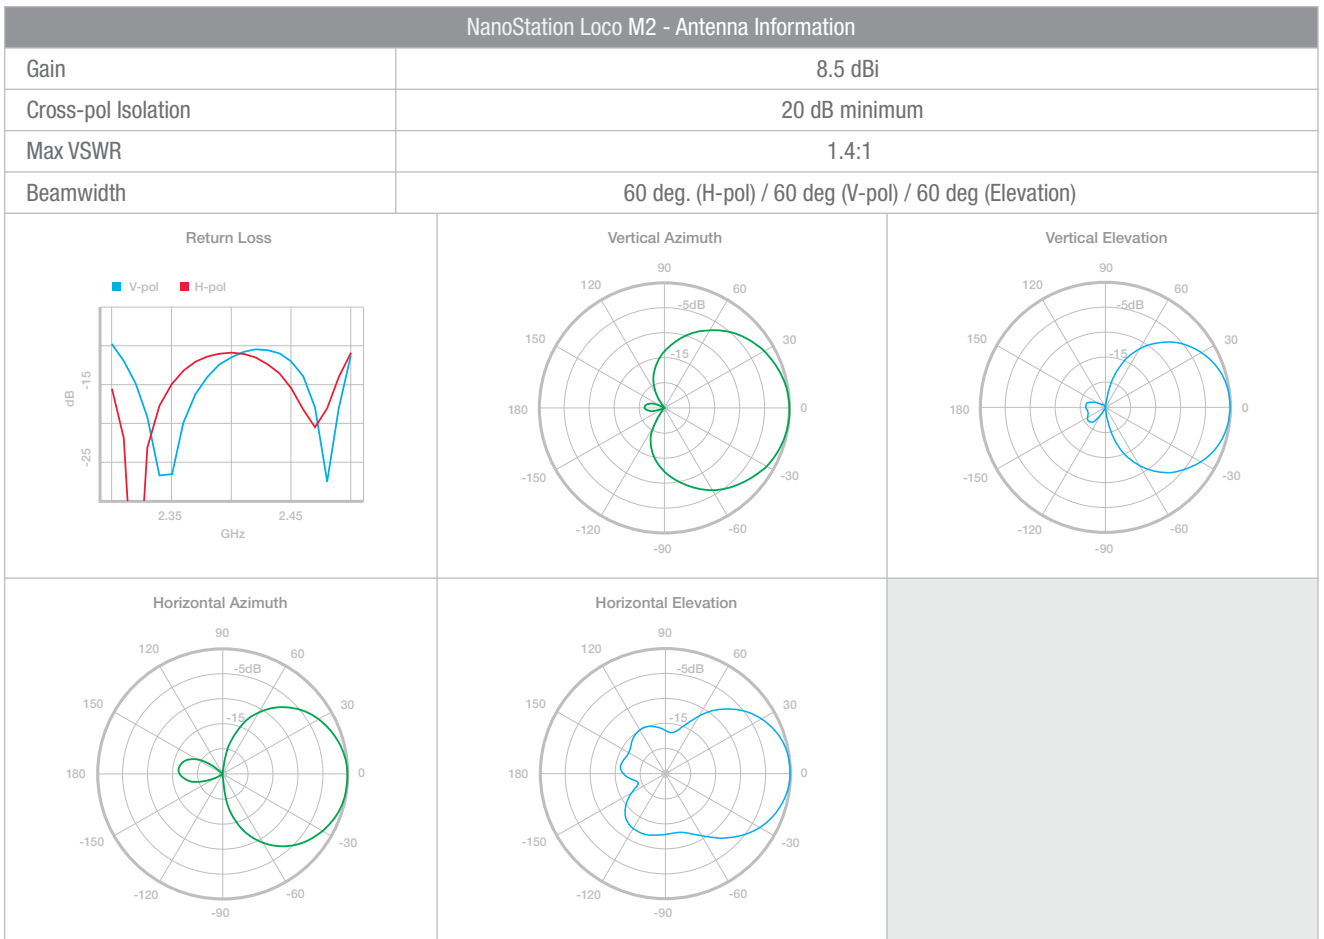 NanoStation Loco M2 - Antenna Information
Gain 8.5 dBi
Cross-pol Isolation 20 dB minimum
Max VSWR 1.4:1
Beamwidth 60 deg. (H-pol) / 60 deg (V-pol) / 60 deg (Elevation)
Return Loss
V-pol H-pol
dB
-15
-25
2.35 2.45
GHz
Vertical Azimuth
90
120 60
-5dB
150 30
-15
180 0
-150 -30
-120 -60
-90
Vertical Elevation
90
120 60
-5dB
150 30
-15
180 0
-150 -30
-120 -60
-90
Horizontal Azimuth
90
120 60
-5dB
150 30
-15
180 0
-150 -30
-120 -60
-90
Horizontal Elevation
90
120 60
-5dB
150 30
-15
180 0
-150 -30
-120 -60
-90